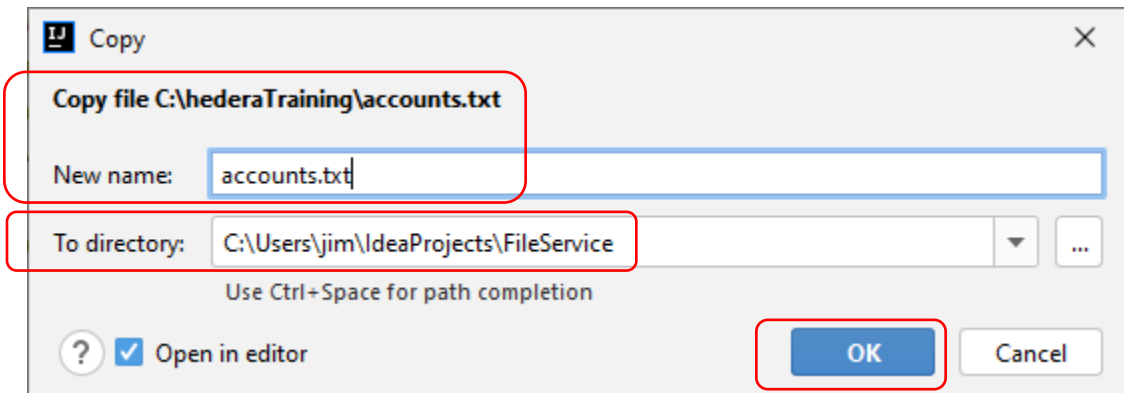 IJ Copy
Copy file C:\hederaTraining\accounts.txt
New name: accounts.txt
To directory: C:\Users\jim\IdeaProjects\FileService ...
Use Ctrl+Space for path completion
? Open in editor OK Cancel